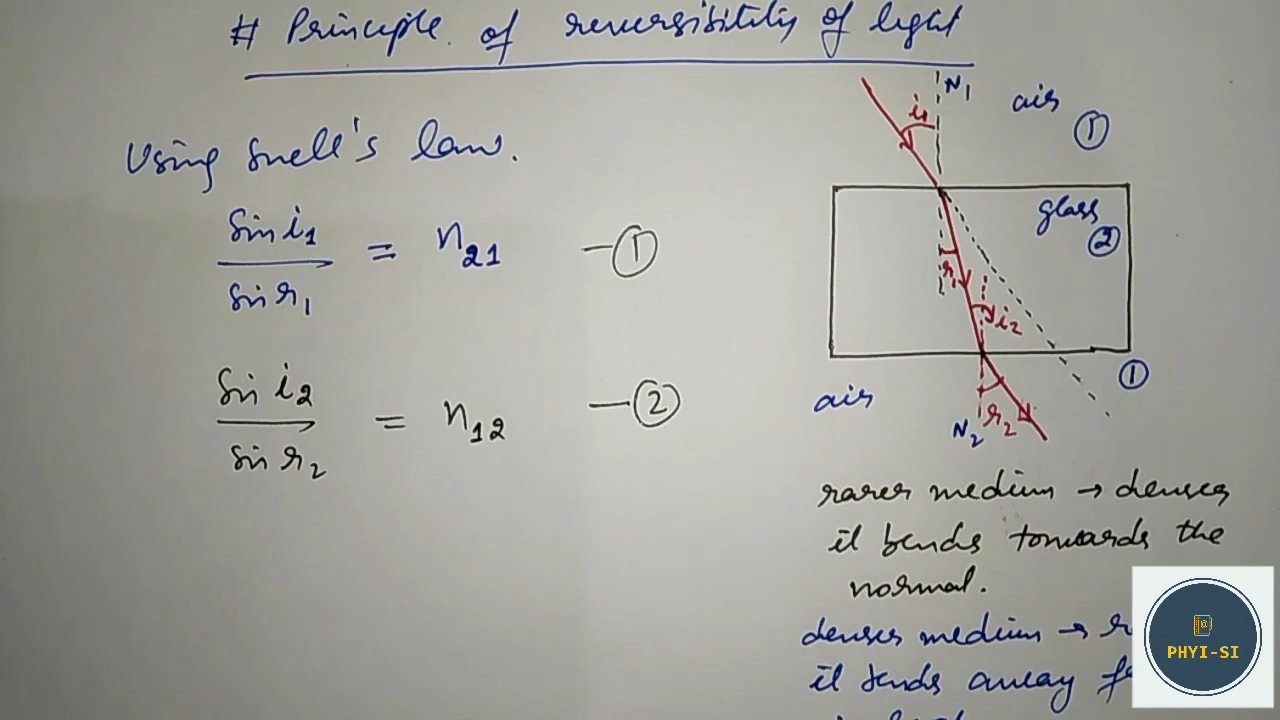 # Principle of reversibility of light
Using Snell's law.
sin i₁ / sin r₁ = n₂₁ — ①
sin i₂ / sin r₂ = n₁₂ — ②
N₁
air ①
i₁
glass ②
r₁
i₂
①
air
N₂
r₂
rarer medium → denser
it bends towards the
normal.
denser medium → r
it bends away f
PHYI-SI